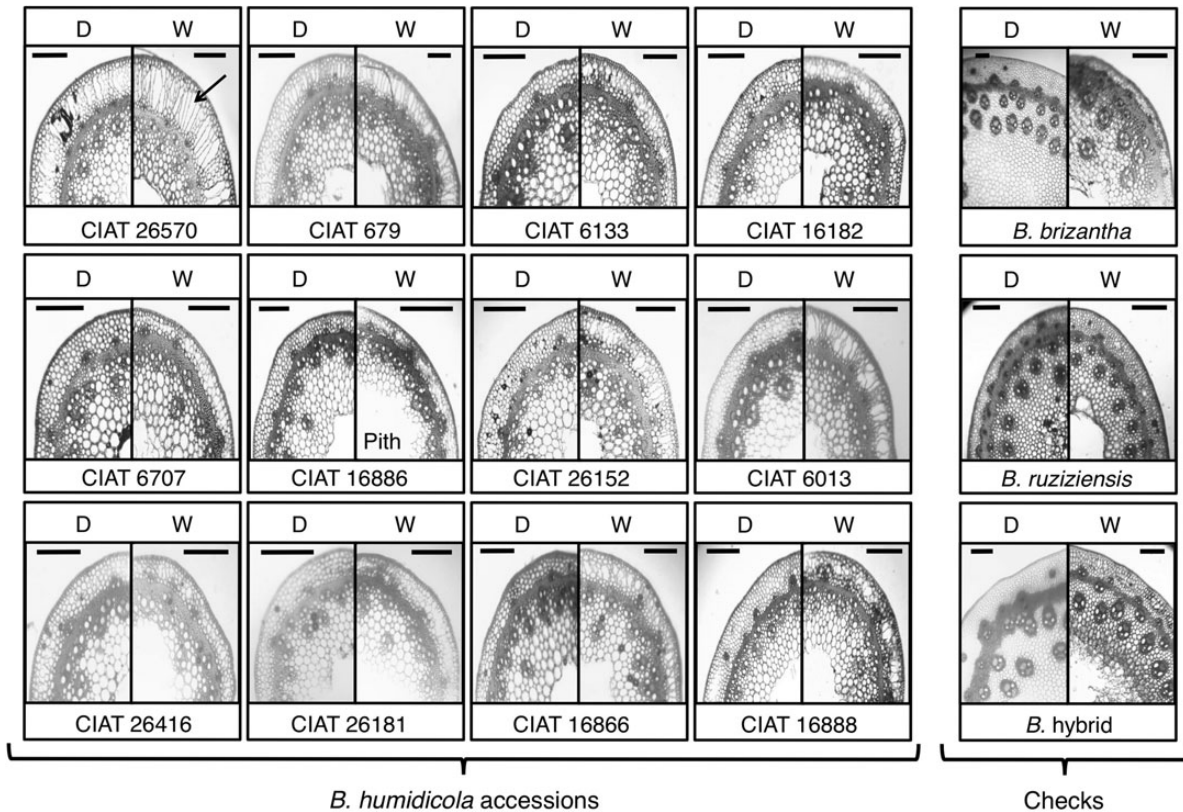 D W
D W
D W
D W
D W
CIAT 26570
CIAT 679
CIAT 6133
CIAT 16182
B. brizantha
D W
D W
D W
D W
D W
Pith
CIAT 6707
CIAT 16886
CIAT 26152
CIAT 6013
B. ruziziensis
D W
D W
D W
D W
D W
CIAT 26416
CIAT 26181
CIAT 16866
CIAT 16888
B. hybrid
B. humidicola accessions
Checks